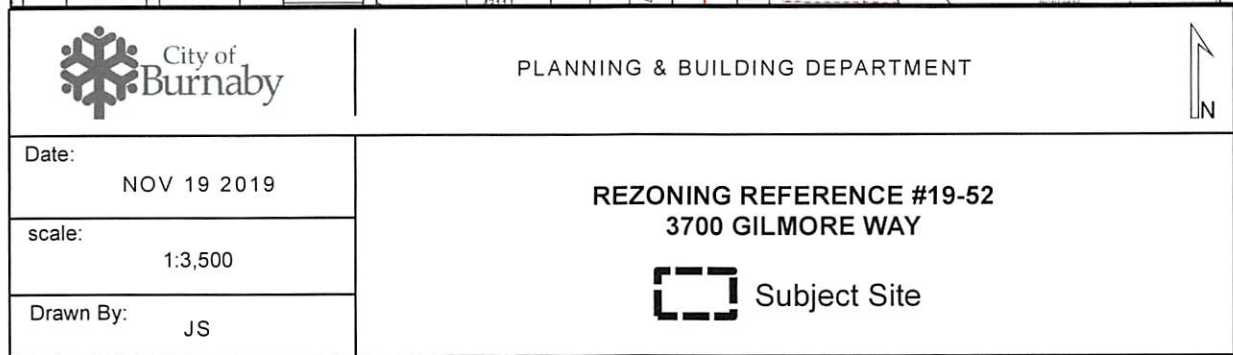 City of
Burnaby
PLANNING & BUILDING DEPARTMENT
N
Date:
NOV 19 2019
REZONING REFERENCE #19-52
3700 GILMORE WAY
scale:
1:3,500
Subject Site
Drawn By:
JS